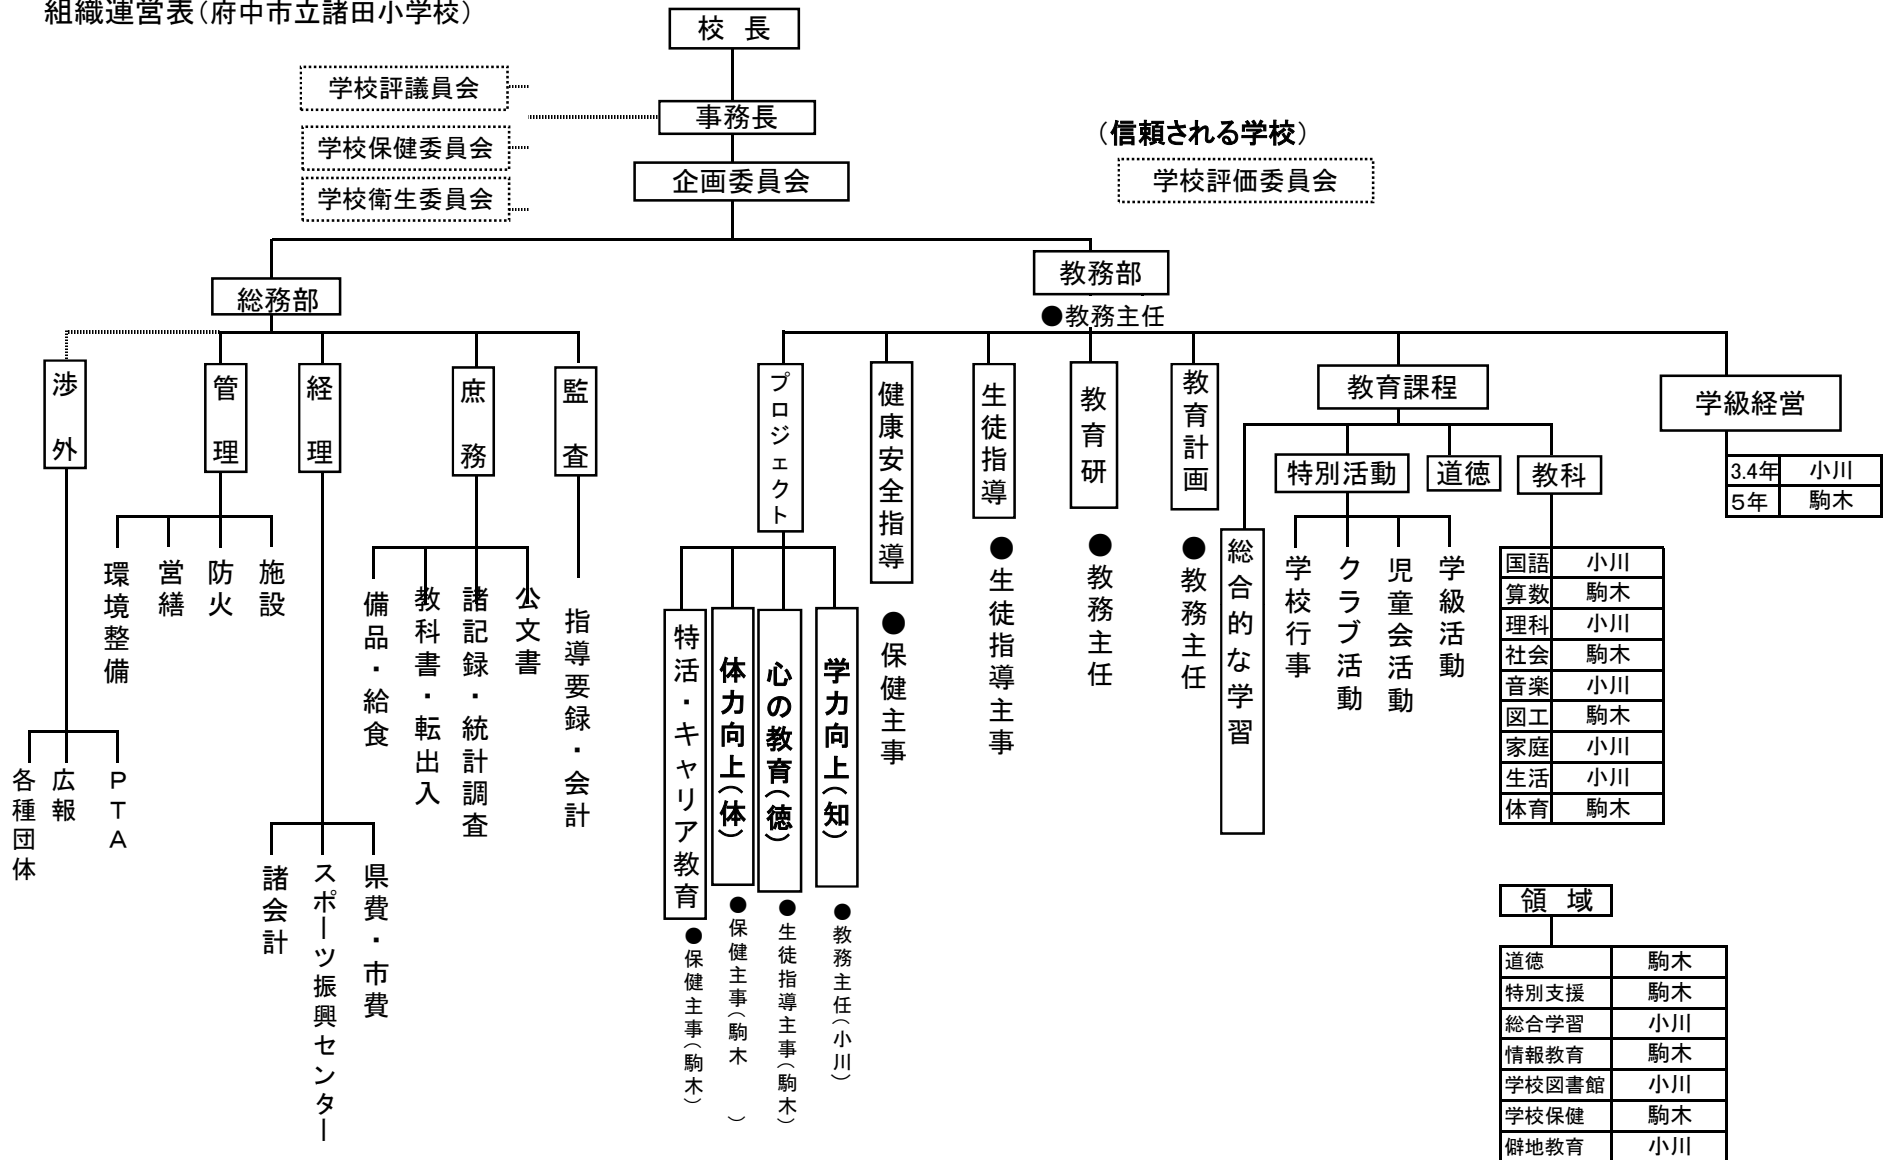 組織運営表（府中市立諸田小学校）
校 長
学校評議員会
事務長
学校保健委員会
（信頼される学校）
企画委員会
学校評価委員会
学校衛生委員会
総務部
教務部
●教務主任
渉 外
管 理
経 理
庶 務
監 査
プロジェクト
健康安全指導
生徒指導
教育研
教育計画
教育課程
学級経営
特別活動
道徳
教科
3.4年 小川
５年 駒木
環境整備
営繕
防火
施設
備品・給食
教科書・転出入
諸記録・統計調査
公文書
指導要録・会計
特活・キャリア教育
体力向上（体）
心の教育（徳）
学力向上（知）
●保健主事
●生徒指導主事
●教務主任
●教務主任
総合的な学習
学校行事
クラブ活動
児童会活動
学級活動
国語 小川
算数 駒木
理科 小川
社会 駒木
音楽 小川
図工 駒木
家庭 小川
生活 小川
体育 駒木
各種団体
広報
ＰＴＡ
諸会計
スポーツ振興センター
県費・市費
●保健主事（駒木）
●保健主事（駒木 ）
●生徒指導主事（駒木）
●教務主任（小川）
領 域
道徳 駒木
特別支援 駒木
総合学習 小川
情報教育 駒木
学校図書館 小川
学校保健 駒木
僻地教育 小川